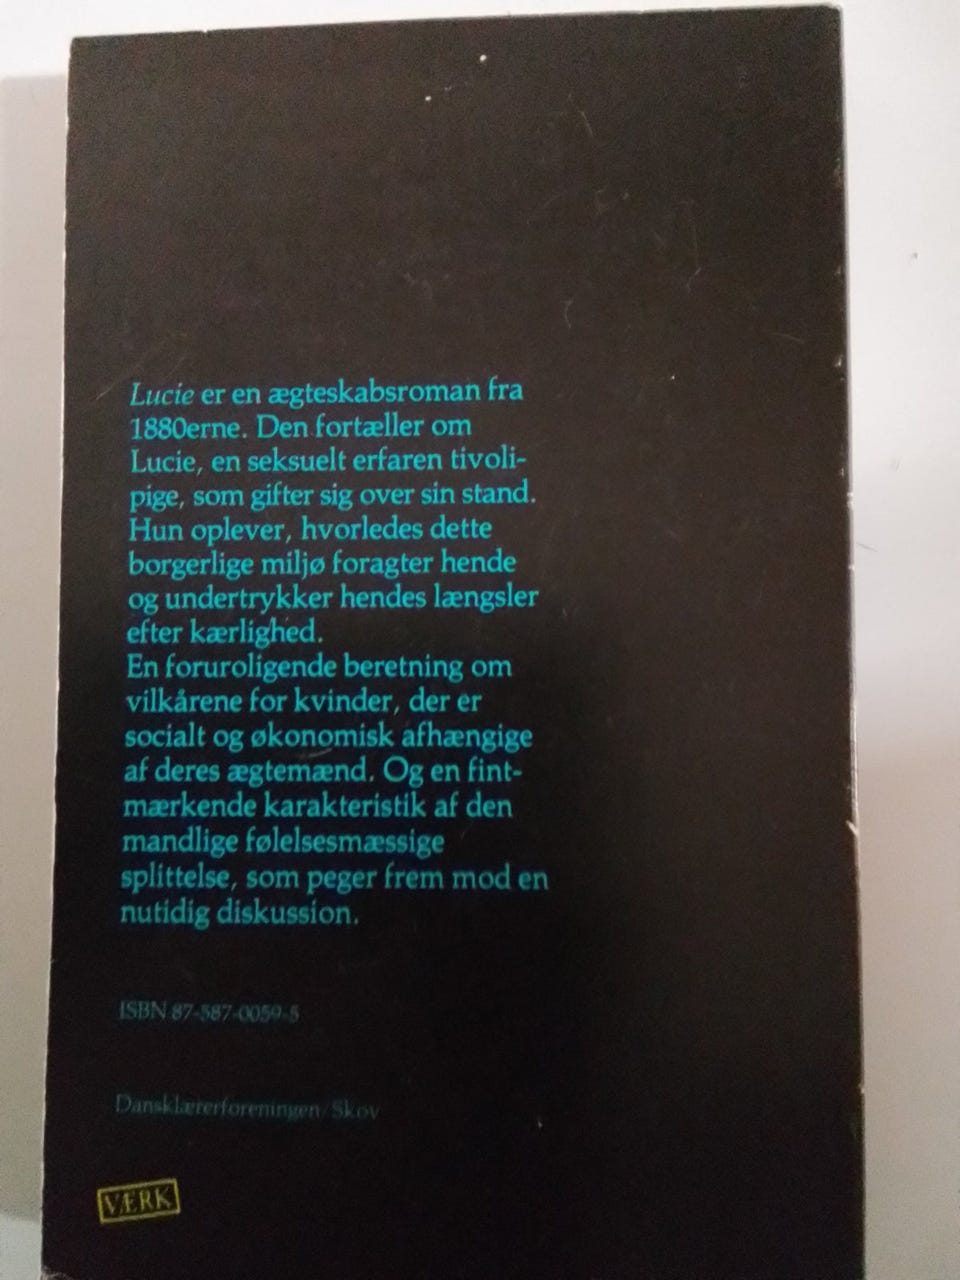 Lucie er en ægteskabsroman fra
1880erne. Den fortæller om
Lucie, en seksuelt erfaren tivoli-
pige, som gifter sig over sin stand.
Hun oplever, hvorledes dette
borgerlige miljø foragter hende
og undertrykker hendes længsler
efter kærlighed.
En foruroligende beretning om
vilkårene for kvinder, der er
socialt og økonomisk afhængige
af deres ægtemænd. Og en fint-
mærkende karakteristik af den
mandlige følelsesmæssige
splittelse, som peger frem mod en
nutidig diskussion.
ISBN 87-587-0059-5
Dansklærerforeningen/Skov
VÆRK